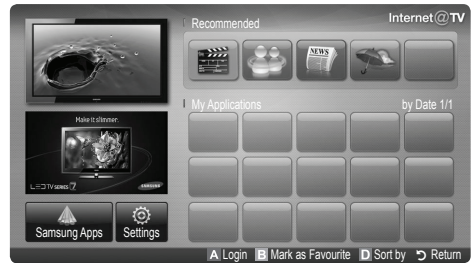 Internet@TV
Recommended
NEWS
My Applications by Date 1/1
Make it slimmer.
LED TV SERIES 7 SAMSUNG
Samsung Apps Settings
A Login B Mark as Favourite D Sort by Return